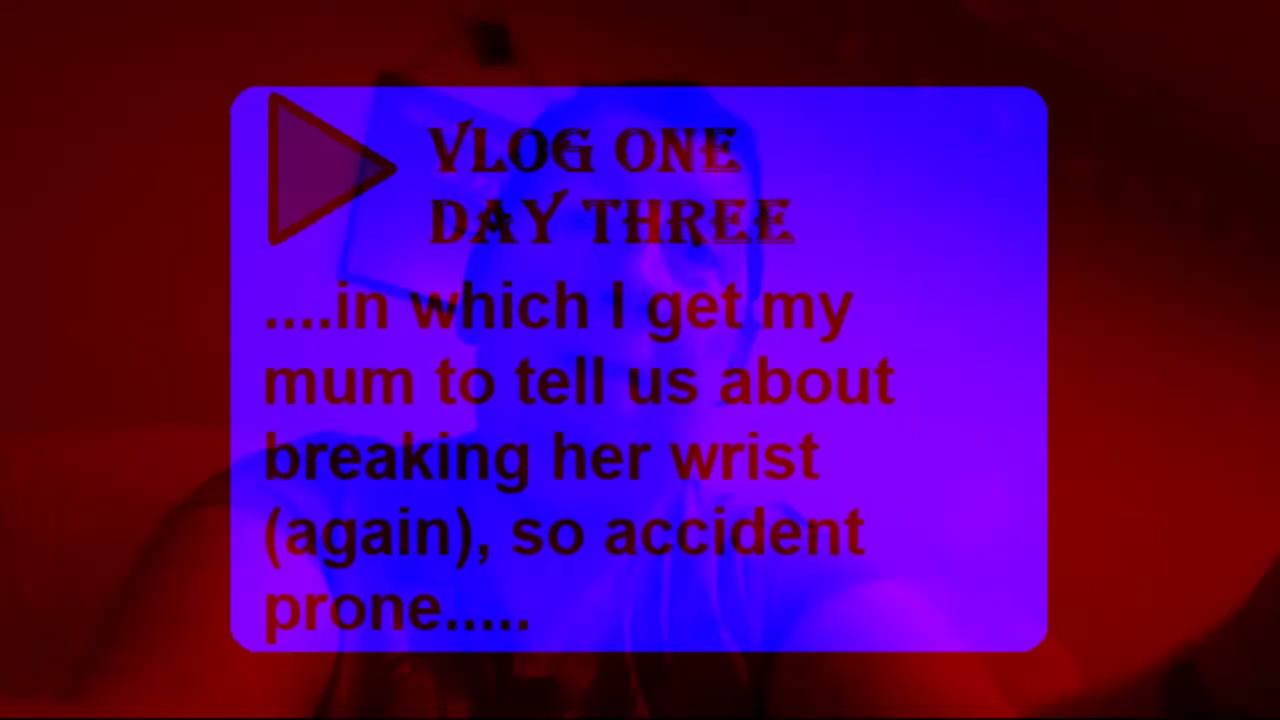 VLOG ONE
DAY THREE
....in which I get my
mum to tell us about
breaking her wrist
(again), so accident
prone.....